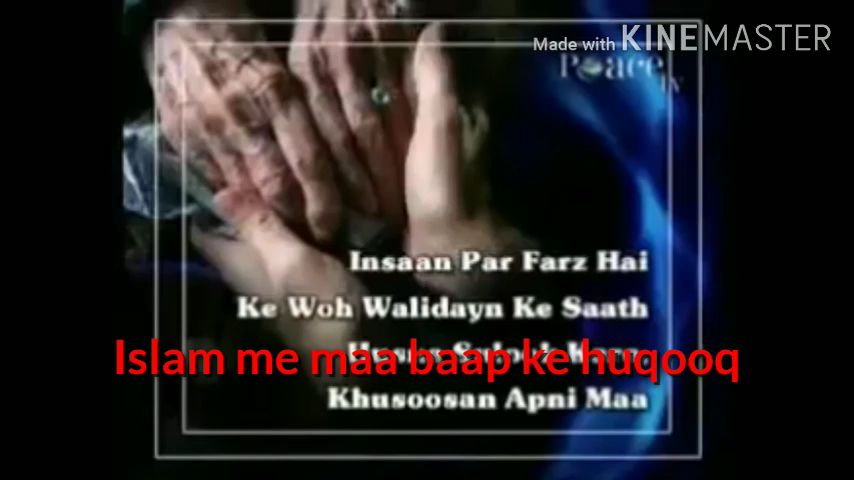 Made with KINEMASTER
Peace TV
Insaan Par Farz Hai
Ke Woh Walidayn Ke Saath
Islam me maa baap ke huqooq
Khusoosan Apni Maa